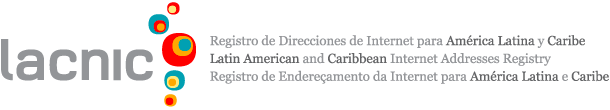 lacnic
Registro de Direcciones de Internet para América Latina y Caribe
Latin American and Caribbean Internet Addresses Registry
Registro de Endereçamento da Internet para América Latina e Caribe